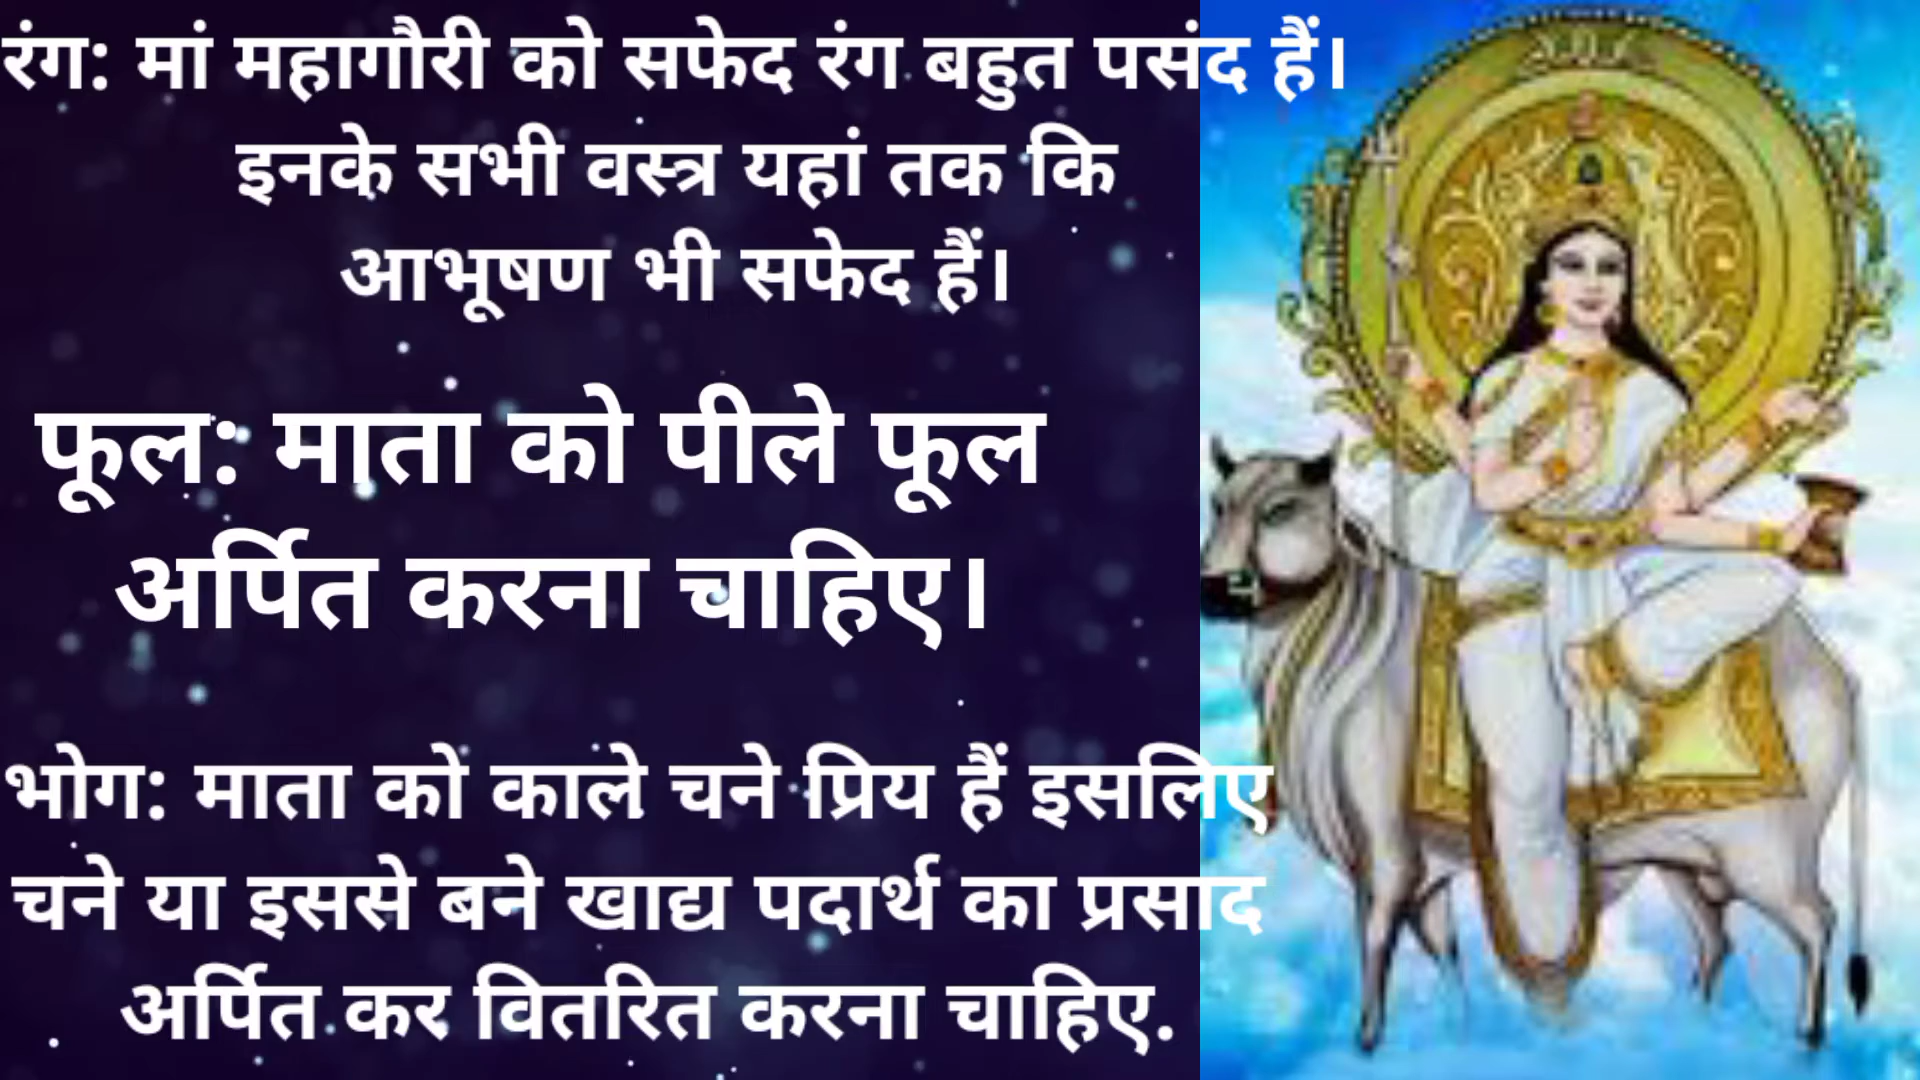 रंग: मां महागौरी को सफेद रंग बहुत पसंद हैं।
इनके सभी वस्त्र यहां तक कि
आभूषण भी सफेद हैं।
फूल: माता को पीले फूल
अर्पित करना चाहिए।
भोग: माता को काले चने प्रिय हैं इसलिए
चने या इससे बने खाद्य पदार्थ का प्रसाद
अर्पित कर वितरित करना चाहिए.